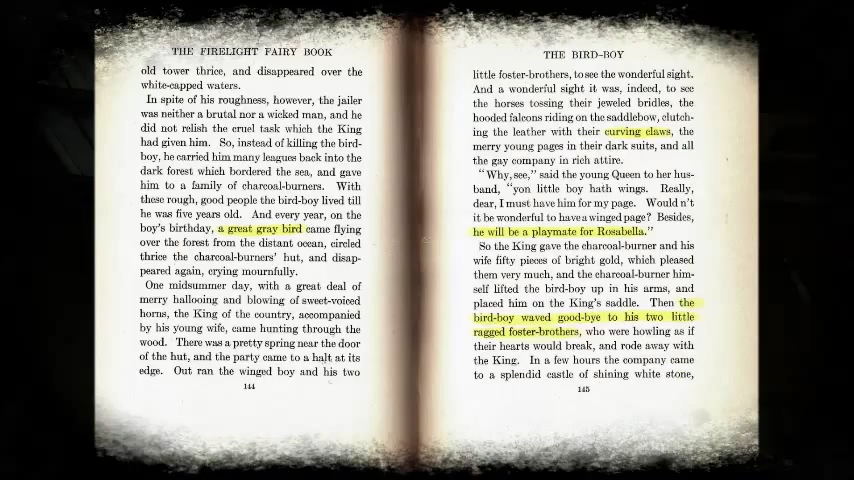 THE FIRELIGHT FAIRY BOOK
old tower thrice, and disappeared over the
white-capped waters.
In spite of his roughness, however, the jailer
was neither a brutal nor a wicked man, and he
did not relish the cruel task which the King
had given him. So, instead of killing the bird-
boy, he carried him many leagues back into the
dark forest which bordered the sea, and gave
him to a family of charcoal-burners. With
these rough, good people the bird-boy lived till
he was five years old. And every year, on the
boy's birthday, a great gray bird came flying
over the forest from the distant ocean, circled
thrice the charcoal-burners' hut, and disap-
peared again, crying mournfully.
One midsummer day, with a great deal of
merry hallooing and blowing of sweet-voiced
horns, the King of the country, accompanied
by his young wife, came hunting through the
wood. There was a pretty spring near the door
of the hut, and the party came to a halt at its
edge. Out ran the winged boy and his two
144
THE BIRD-BOY
little foster-brothers, to see the wonderful sight.
And a wonderful sight it was, indeed, to see
the horses tossing their jeweled bridles, the
hooded falcons riding on the saddlebow, clutch-
ing the leather with their curving claws, the
merry young pages in their dark suits, and all
the gay company in rich attire.
"Why, see," said the young Queen to her hus-
band, "yon little boy hath wings. Really,
dear, I must have him for my page. Would n't
it be wonderful to have a winged page? Besides,
he will be a playmate for Rosabella."
So the King gave the charcoal-burner and his
wife fifty pieces of bright gold, which pleased
them very much, and the charcoal-burner him-
self lifted the bird-boy up in his arms, and
placed him on the King's saddle. Then the
bird-boy waved good-bye to his two little
ragged foster-brothers, who were howling as if
their hearts would break, and rode away with
the King. In a few hours the company came
to a splendid castle of shining white stone,
145